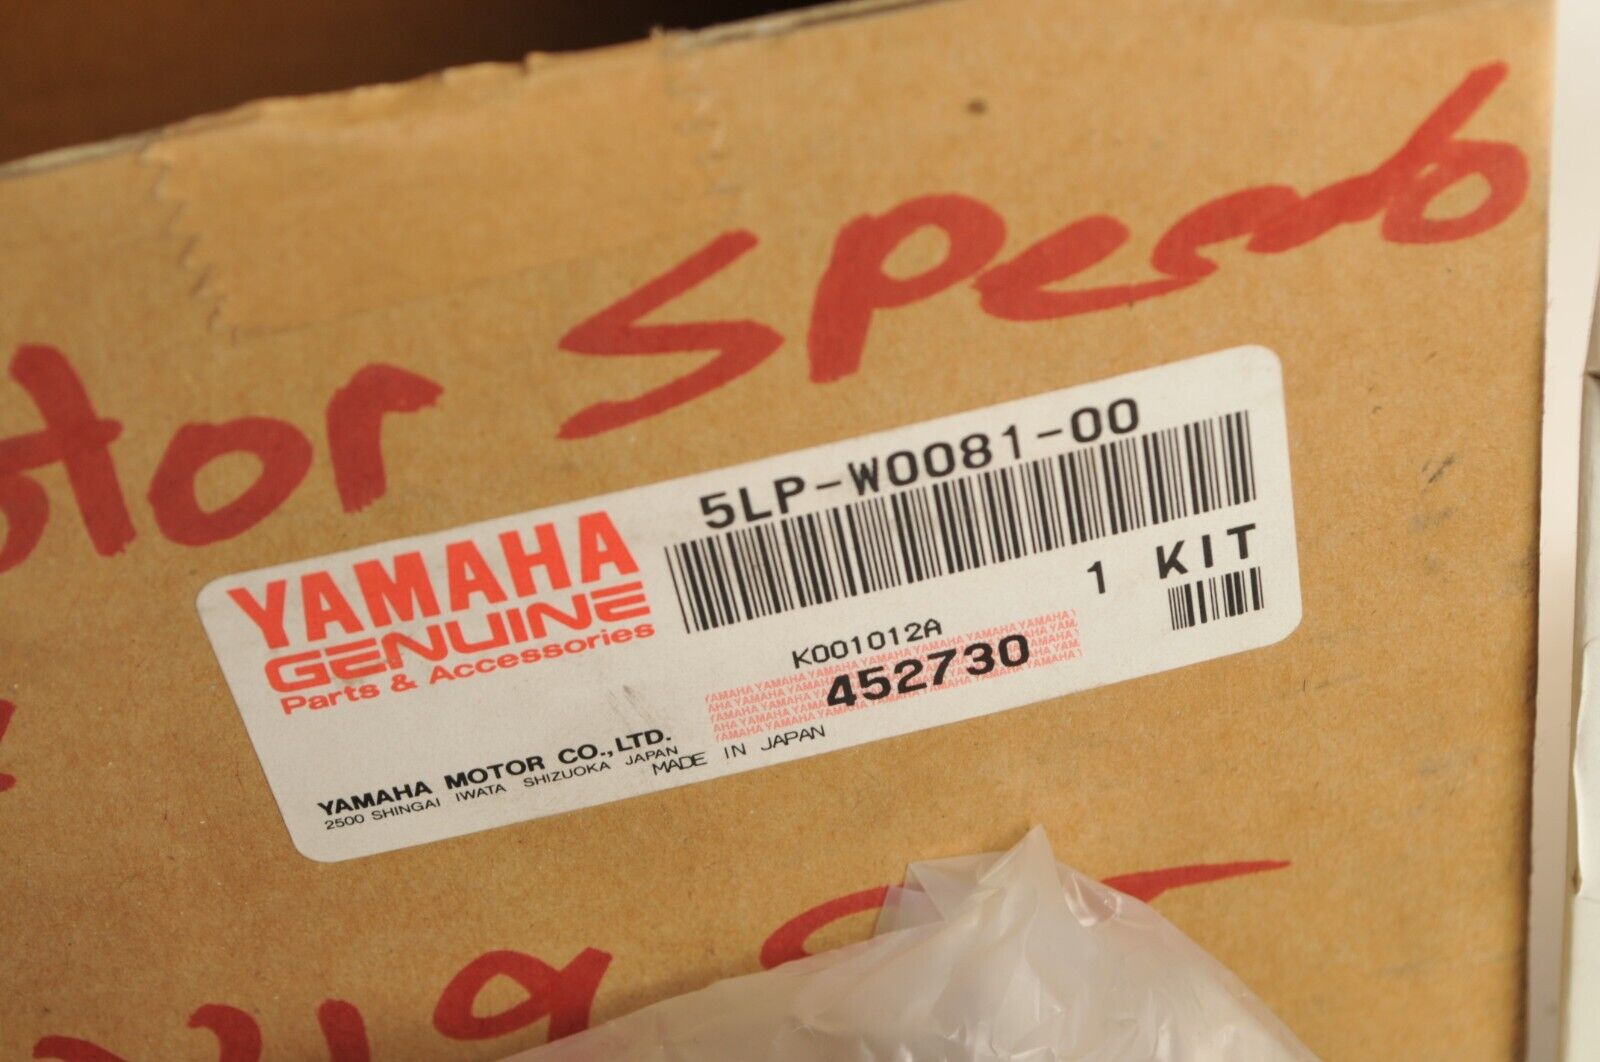 Speedo
YAMAHA
GENUINE
Parts & Accessories
5LP-W0081-00
1 KIT
K001012A
452730
YAMAHA MOTOR CO.,LTD.
2500 SHINGAI IWATA SHIZUOKA JAPAN
MADE IN JAPAN